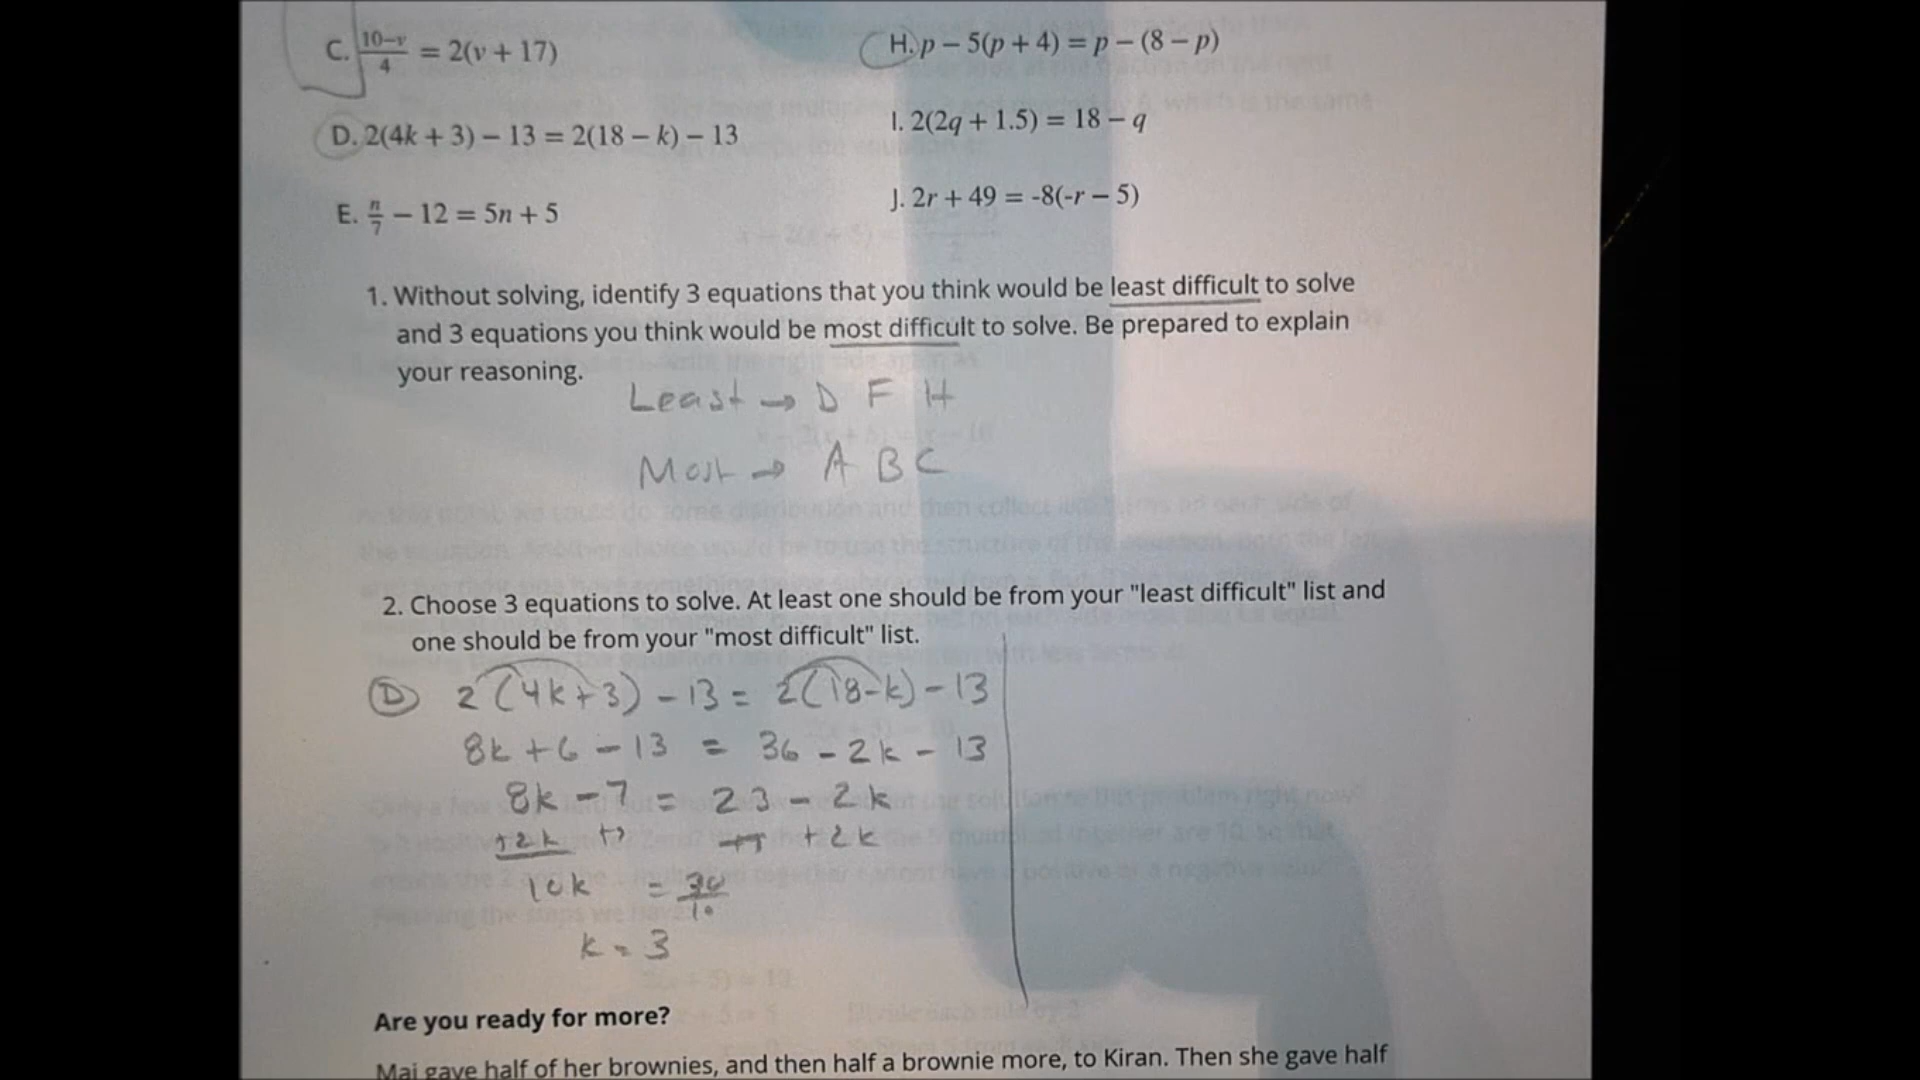 C. 10−v/4 = 2(v + 17)
D. 2(4k + 3) − 13 = 2(18 − k) − 13
E. n/7 − 12 = 5n + 5
H. p − 5(p + 4) = p − (8 − p)
I. 2(2q + 1.5) = 18 − q
J. 2r + 49 = -8(-r − 5)
1. Without solving, identify 3 equations that you think would be least difficult to solve
and 3 equations you think would be most difficult to solve. Be prepared to explain
your reasoning.
Least → D F H
Most → A B C
2. Choose 3 equations to solve. At least one should be from your "least difficult" list and
one should be from your "most difficult" list.
D 2(4k+3) − 13 = 2(18−k) − 13
8k + 6 − 13 = 36 − 2k − 13
8k − 7 = 23 − 2k
+2k +7 +7 +2k
10k = 30/10
k = 3
Are you ready for more?
Mai gave half of her brownies, and then half a brownie more, to Kiran. Then she gave half